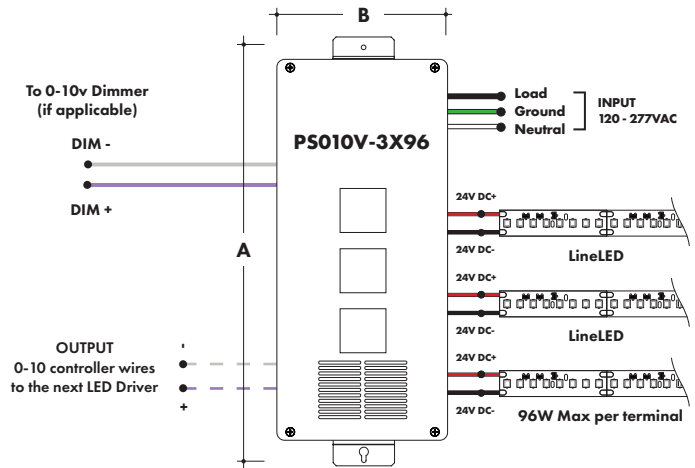 B
To 0-10v Dimmer
(if applicable)
DIM -
DIM +
PS010V-3X96
Load
Ground
Neutral
INPUT
120 - 277VAC
A
24V DC+
24V DC-
LineLED
24V DC+
24V DC-
LineLED
24V DC+
24V DC-
96W Max per terminal
OUTPUT
0-10 controller wires
to the next LED Driver
-
+